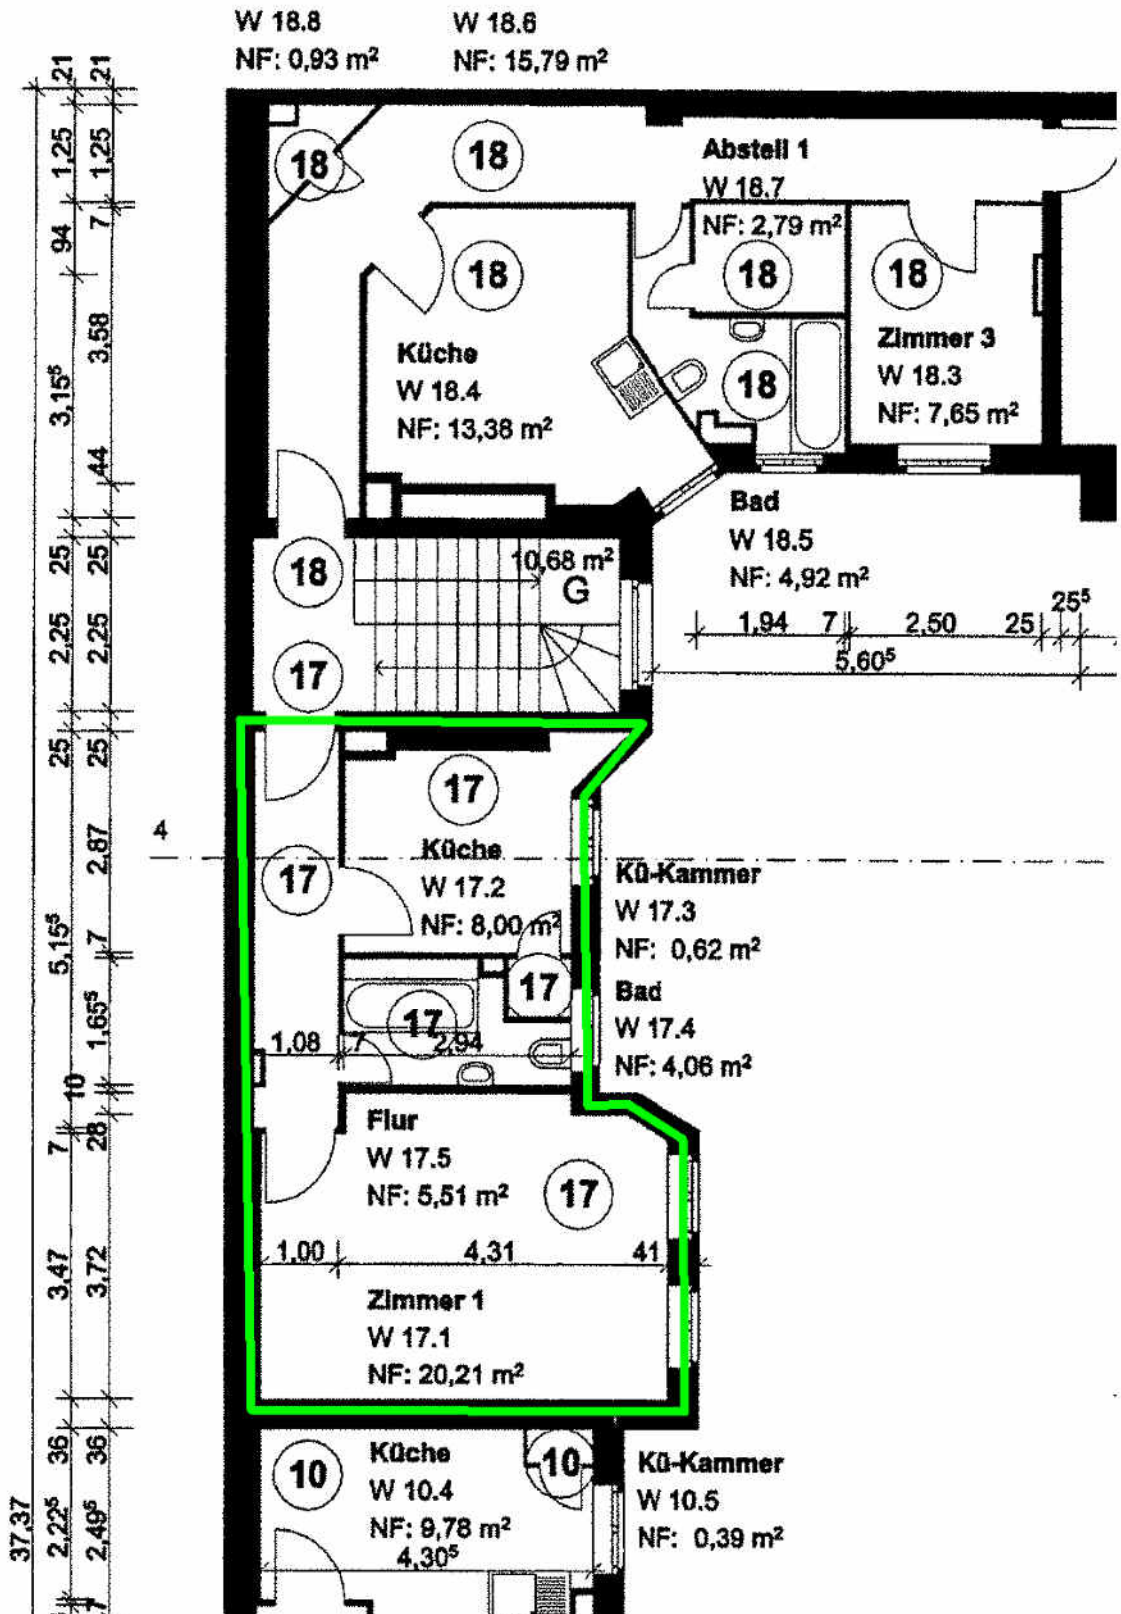 W 18.8
NF: 0,93 m²
W 18.6
NF: 15,79 m²
21
21
1,25
1,25
94
7
3,15⁵
3,58
44
25
25
2,25
2,25
25
25
5,15⁵
2,87
7
1,65⁵
10
7
28
3,47
3,72
36
36
37,37
2,22⁵
2,49⁵
7
18
18
Abstell 1
W 18.7
NF: 2,79 m²
18
18
18
Küche
W 18.4
NF: 13,38 m²
18
Zimmer 3
W 18.3
NF: 7,65 m²
Bad
W 18.5
NF: 4,92 m²
18
10,68 m²
G
17
1,94
7
2,50
25
25⁵
5,60⁵
4
17
Küche
W 17.2
NF: 8,00 m²
17
Kü-Kammer
W 17.3
NF: 0,62 m²
17
17
Bad
W 17.4
NF: 4,06 m²
1,08
7
2,94
Flur
W 17.5
NF: 5,51 m²
17
1,00
4,31
41
Zimmer 1
W 17.1
NF: 20,21 m²
10
Küche
W 10.4
NF: 9,78 m²
4,30⁵
10
Kü-Kammer
W 10.5
NF: 0,39 m²